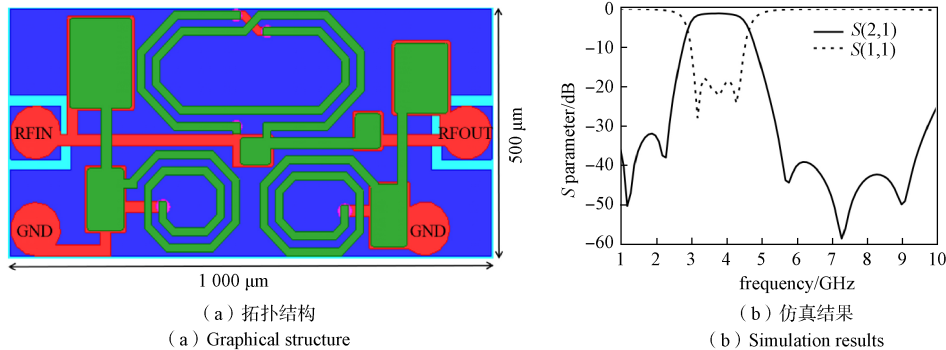 RFIN
RFOUT
GND
GND
500 μm
1 000 μm
（a）拓扑结构
（a）Graphical structure
0
-10
-20
-30
-40
-50
-60
S parameter/dB
S(2,1)
S(1,1)
1 2 3 4 5 6 7 8 9 10
frequency/GHz
（b）仿真结果
（b）Simulation results